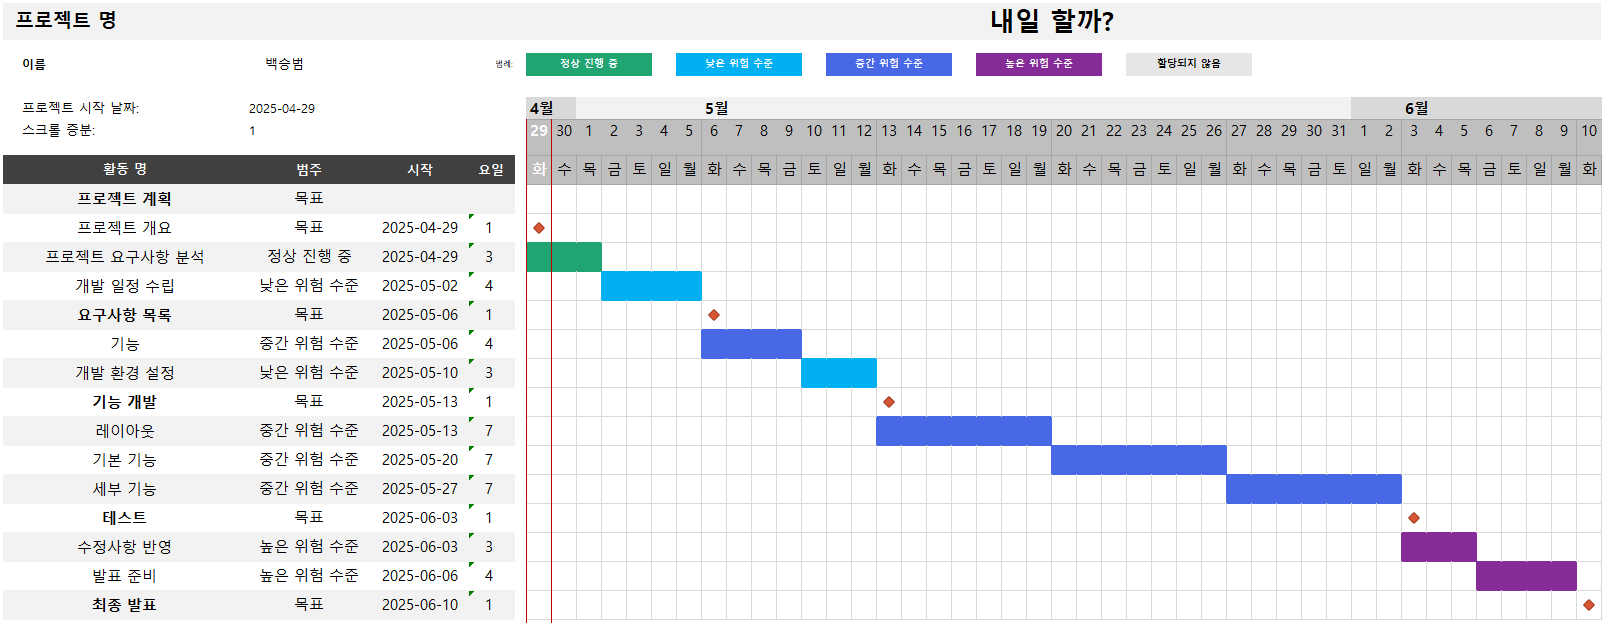 프로젝트 명 내일 할까?
이름 백승범 범례: 정상 진행 중 낮은 위험 수준 중간 위험 수준 높은 위험 수준 할당되지 않음
프로젝트 시작 날짜: 2025-04-29 4월 5월 6월
스크롤 증분: 1
29 30 1 2 3 4 5 6 7 8 9 10 11 12 13 14 15 16 17 18 19 20 21 22 23 24 25 26 27 28 29 30 31 1 2 3 4 5 6 7 8 9 10
활동 명 범주 시작 요일 화 수 목 금 토 일 월 화 수 목 금 토 일 월 화 수 목 금 토 일 월 화 수 목 금 토 일 월 화 수 목 금 토 일 월 화 수 목 금 토 일 월 화
프로젝트 계획 목표
프로젝트 개요 목표 2025-04-29 1
프로젝트 요구사항 분석 정상 진행 중 2025-04-29 3
개발 일정 수립 낮은 위험 수준 2025-05-02 4
요구사항 목록 목표 2025-05-06 1
기능 중간 위험 수준 2025-05-06 4
개발 환경 설정 낮은 위험 수준 2025-05-10 3
기능 개발 목표 2025-05-13 1
레이아웃 중간 위험 수준 2025-05-13 7
기본 기능 중간 위험 수준 2025-05-20 7
세부 기능 중간 위험 수준 2025-05-27 7
테스트 목표 2025-06-03 1
수정사항 반영 높은 위험 수준 2025-06-03 3
발표 준비 높은 위험 수준 2025-06-06 4
최종 발표 목표 2025-06-10 1